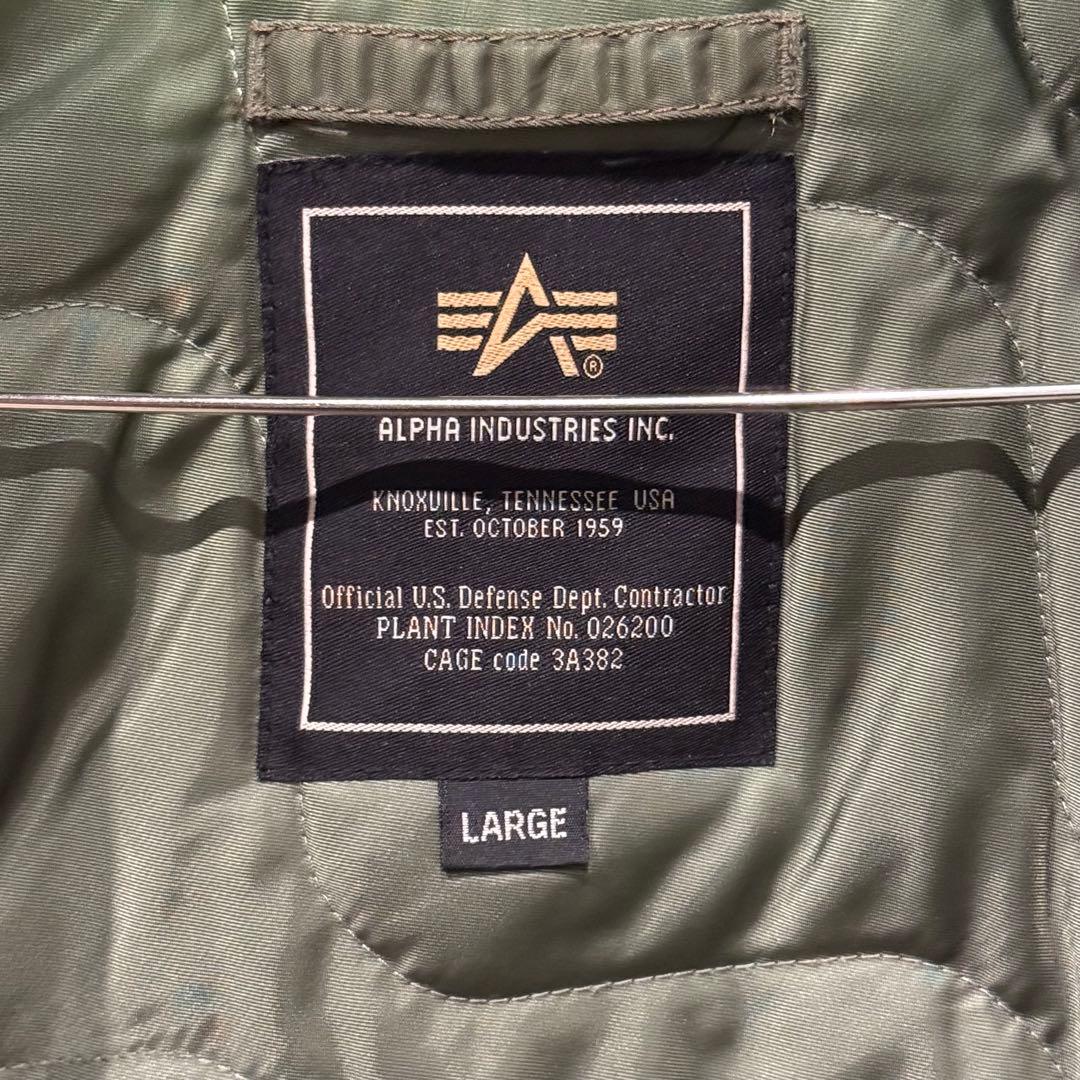 ®
ALPHA INDUSTRIES INC.
KNOXVILLE, TENNESSEE USA
EST. OCTOBER 1959
Official U.S. Defense Dept. Contractor
PLANT INDEX No. 026200
CAGE code 3A382
LARGE